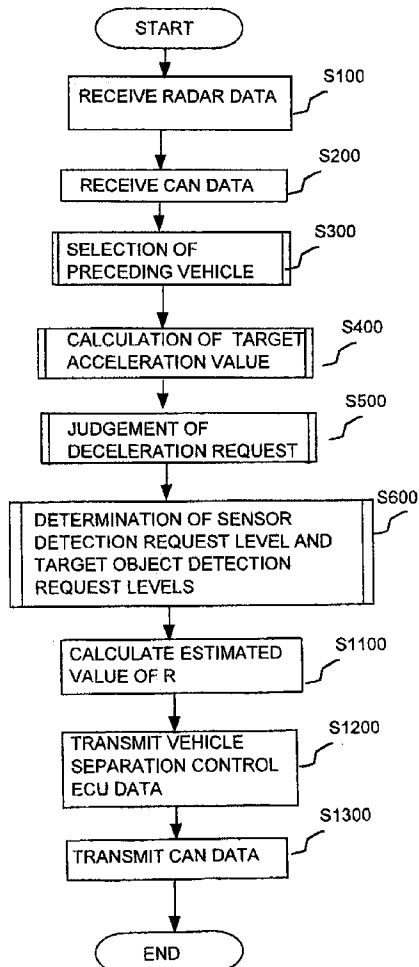 START
S100
RECEIVE RADAR DATA
S200
RECEIVE CAN DATA
S300
SELECTION OF
PRECEDING VEHICLE
S400
CALCULATION OF TARGET
ACCELERATION VALUE
S500
JUDGEMENT OF
DECELERATION REQUEST
S600
DETERMINATION OF SENSOR
DETECTION REQUEST LEVEL AND
TARGET OBJECT DETECTION
REQUEST LEVELS
S1100
CALCULATE ESTIMATED
VALUE OF R
S1200
TRANSMIT VEHICLE
SEPARATION CONTROL
ECU DATA
S1300
TRANSMIT CAN DATA
END